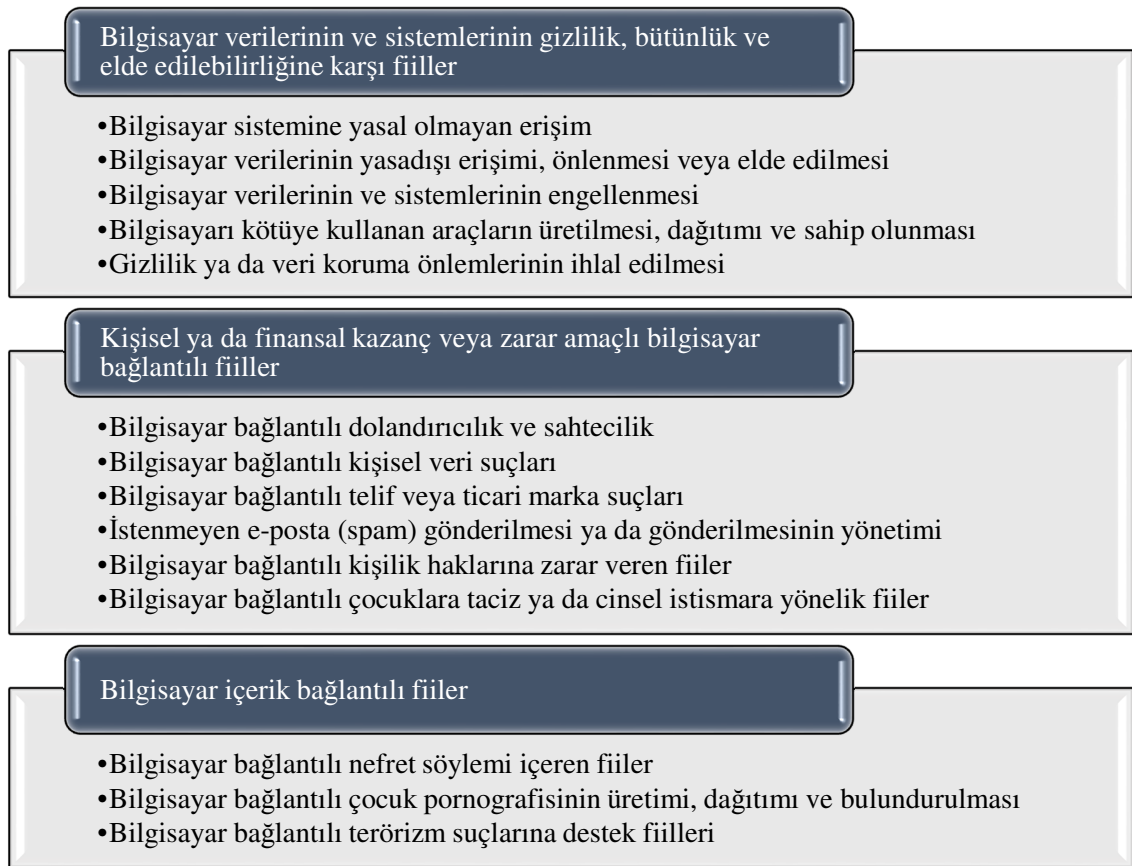 Bilgisayar verilerinin ve sistemlerinin gizlilik, bütünlük ve
elde edilebilirliğine karşı fiiller
•Bilgisayar sistemine yasal olmayan erişim
•Bilgisayar verilerinin yasadışı erişimi, önlenmesi veya elde edilmesi
•Bilgisayar verilerinin ve sistemlerinin engellenmesi
•Bilgisayarı kötüye kullanan araçların üretilmesi, dağıtımı ve sahip olunması
•Gizlilik ya da veri koruma önlemlerinin ihlal edilmesi
Kişisel ya da finansal kazanç veya zarar amaçlı bilgisayar
bağlantılı fiiller
•Bilgisayar bağlantılı dolandırıcılık ve sahtecilik
•Bilgisayar bağlantılı kişisel veri suçları
•Bilgisayar bağlantılı telif veya ticari marka suçları
•İstenmeyen e-posta (spam) gönderilmesi ya da gönderilmesinin yönetimi
•Bilgisayar bağlantılı kişilik haklarına zarar veren fiiler
•Bilgisayar bağlantılı çocuklara taciz ya da cinsel istismara yönelik fiiler
Bilgisayar içerik bağlantılı fiiler
•Bilgisayar bağlantılı nefret söylemi içeren fiiler
•Bilgisayar bağlantılı çocuk pornografisinin üretimi, dağıtımı ve bulundurulması
•Bilgisayar bağlantılı terörizm suçlarına destek fiilleri